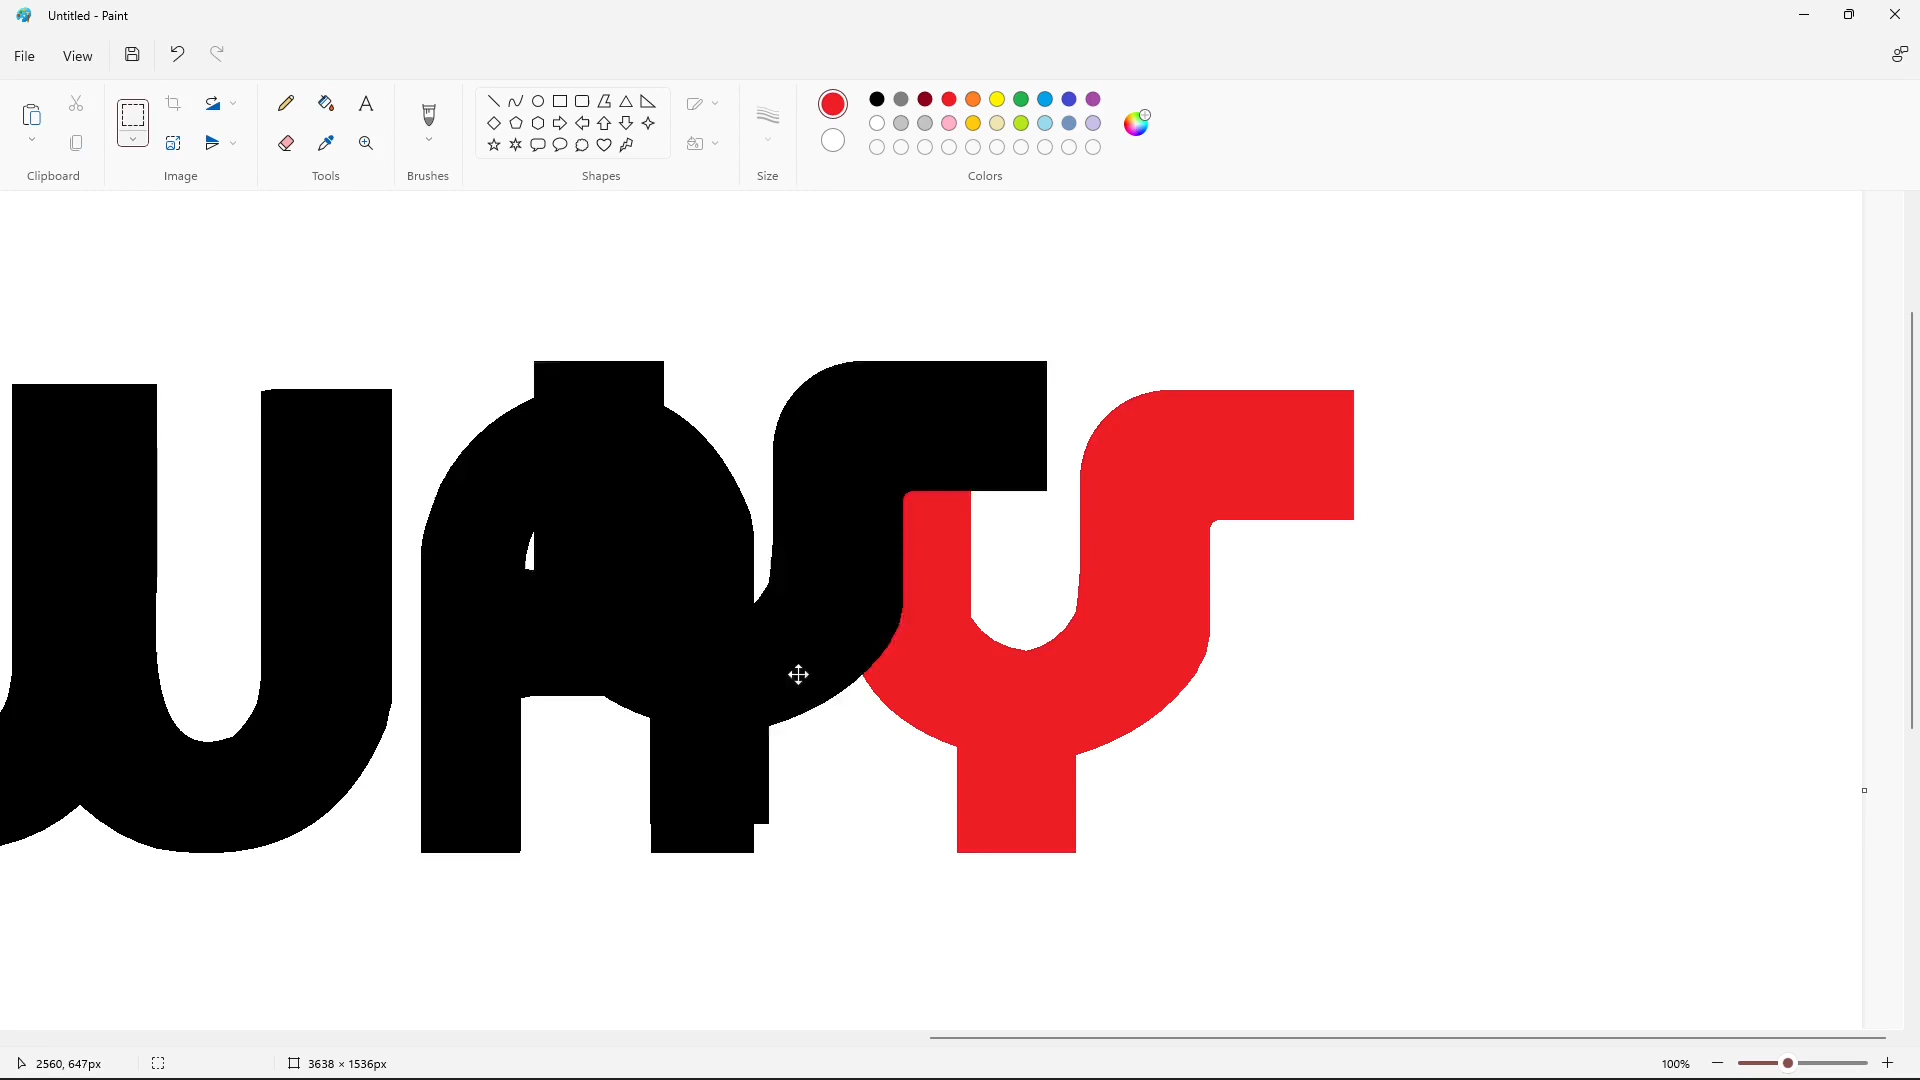 Untitled - Paint
File View
Clipboard Image Tools Brushes Shapes Size Colors
2560, 647px 3638 × 1536px 100%